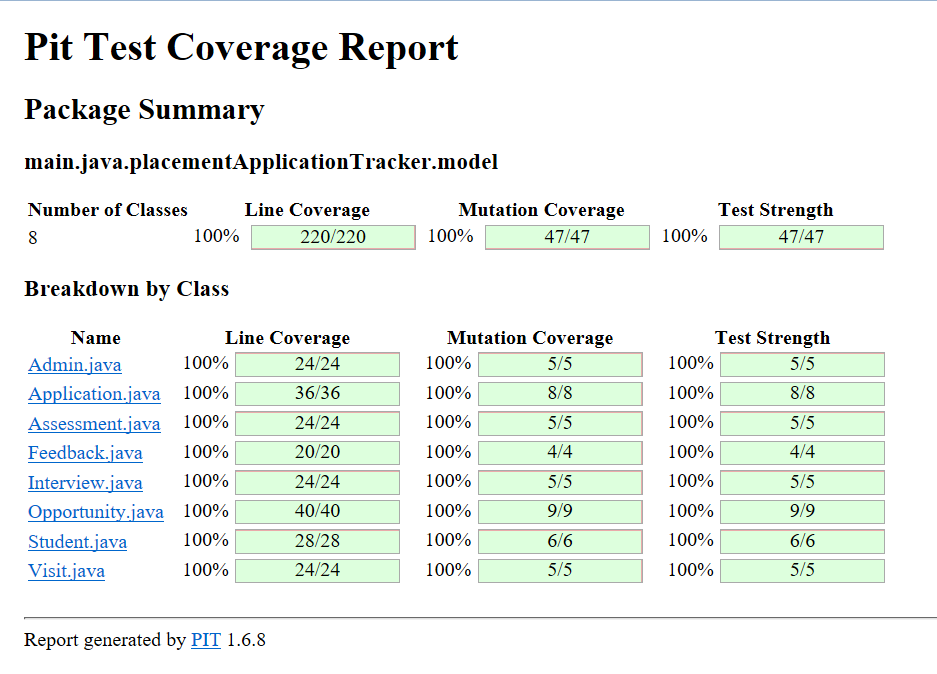 Pit Test Coverage Report
Package Summary
main.java.placementApplicationTracker.model
Number of Classes Line Coverage Mutation Coverage Test Strength
8 100% 220/220 100% 47/47 100% 47/47
Breakdown by Class
Name Line Coverage Mutation Coverage Test Strength
Admin.java 100% 24/24 100% 5/5 100% 5/5
Application.java 100% 36/36 100% 8/8 100% 8/8
Assessment.java 100% 24/24 100% 5/5 100% 5/5
Feedback.java 100% 20/20 100% 4/4 100% 4/4
Interview.java 100% 24/24 100% 5/5 100% 5/5
Opportunity.java 100% 40/40 100% 9/9 100% 9/9
Student.java 100% 28/28 100% 6/6 100% 6/6
Visit.java 100% 24/24 100% 5/5 100% 5/5
Report generated by PIT 1.6.8